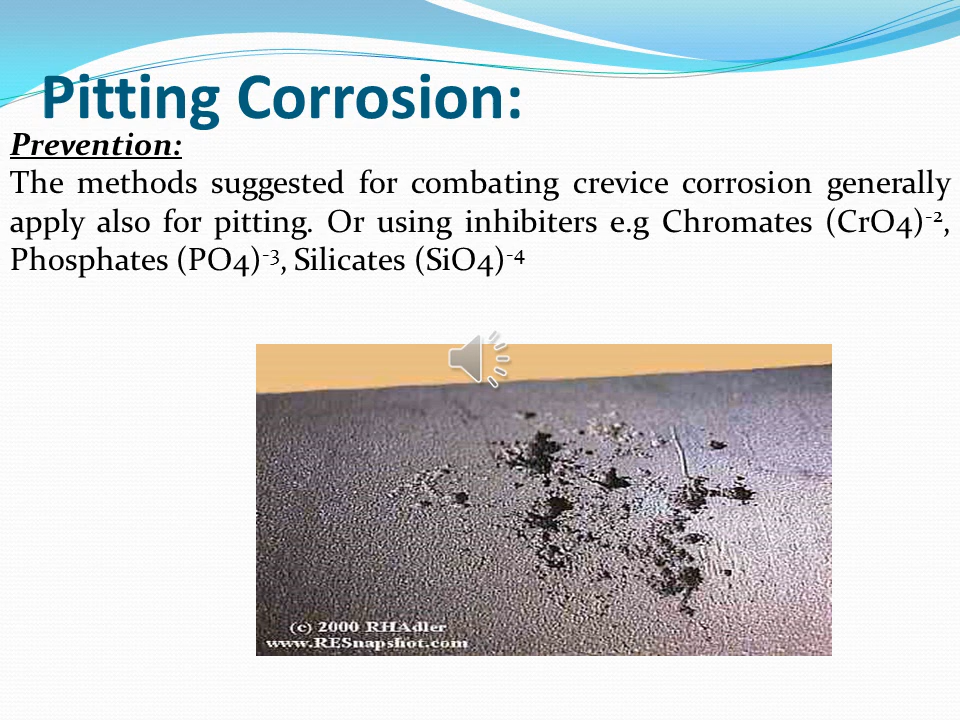 Pitting Corrosion:
Prevention:
The methods suggested for combating crevice corrosion generally
apply also for pitting. Or using inhibiters e.g Chromates (CrO4)-2,
Phosphates (PO4)-3, Silicates (SiO4)-4
(c) 2000 RHAdler
www.RESnapshot.com